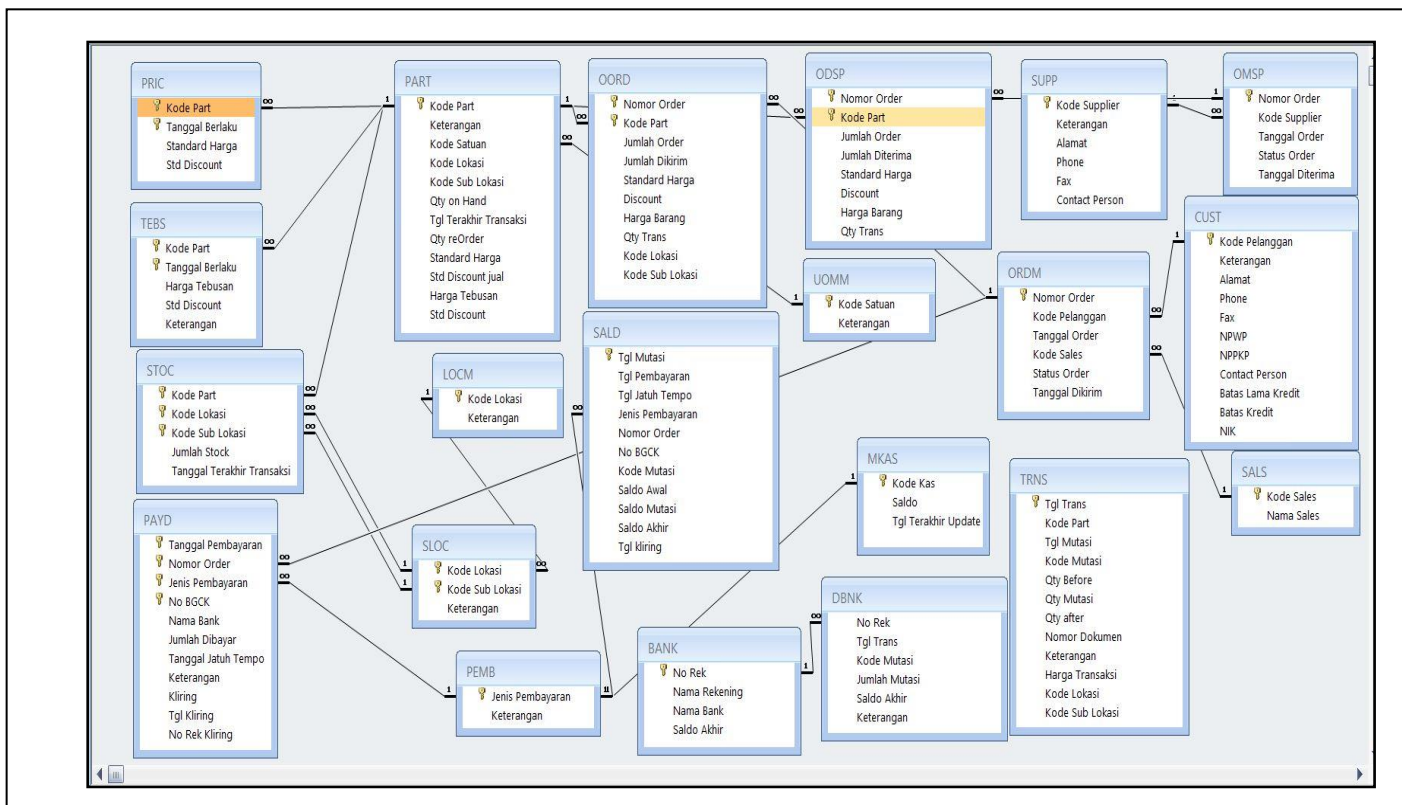 PRIC
Kode Part
Tanggal Berlaku
Standard Harga
Std Discount
TEBS
Kode Part
Tanggal Berlaku
Harga Tebusan
Std Discount
Keterangan
STOC
Kode Part
Kode Lokasi
Kode Sub Lokasi
Jumlah Stock
Tanggal Terakhir Transaksi
PAYD
Tanggal Pembayaran
Nomor Order
Jenis Pembayaran
No BGCK
Nama Bank
Jumlah Dibayar
Tanggal Jatuh Tempo
Keterangan
Kliring
Tgl Kliring
No Rek Kliring
PART
Kode Part
Keterangan
Kode Satuan
Kode Lokasi
Kode Sub Lokasi
Qty on Hand
Tgl Terakhir Transaksi
Qty reOrder
Standard Harga
Std Discount jual
Harga Tebusan
Std Discount
LOCM
Kode Lokasi
Keterangan
SLOC
Kode Lokasi
Kode Sub Lokasi
Keterangan
PEMB
Jenis Pembayaran
Keterangan
OORD
Nomor Order
Kode Part
Jumlah Order
Jumlah Dikirim
Standard Harga
Discount
Harga Barang
Qty Trans
Kode Lokasi
Kode Sub Lokasi
SALD
Tgl Mutasi
Tgl Pembayaran
Tgl Jatuh Tempo
Jenis Pembayaran
Nomor Order
No BGCK
Kode Mutasi
Saldo Awal
Saldo Mutasi
Saldo Akhir
Tgl kliring
BANK
No Rek
Nama Rekening
Nama Bank
Saldo Akhir
ODSP
Nomor Order
Kode Part
Jumlah Order
Jumlah Diterima
Standard Harga
Discount
Harga Barang
Qty Trans
UOMM
Kode Satuan
Keterangan
MKAS
Kode Kas
Saldo
Tgl Terakhir Update
DBNK
No Rek
Tgl Trans
Kode Mutasi
Jumlah Mutasi
Saldo Akhir
Keterangan
SUPP
Kode Supplier
Keterangan
Alamat
Phone
Fax
Contact Person
ORDM
Nomor Order
Kode Pelanggan
Tanggal Order
Kode Sales
Status Order
Tanggal Dikirim
TRNS
Tgl Trans
Kode Part
Tgl Mutasi
Kode Mutasi
Qty Before
Qty Mutasi
Qty after
Nomor Dokumen
Keterangan
Harga Transaksi
Kode Lokasi
Kode Sub Lokasi
OMSP
Nomor Order
Kode Supplier
Tanggal Order
Status Order
Tanggal Diterima
CUST
Kode Pelanggan
Keterangan
Alamat
Phone
Fax
NPWP
NPPKP
Contact Person
Batas Lama Kredit
Batas Kredit
NIK
SALS
Kode Sales
Nama Sales